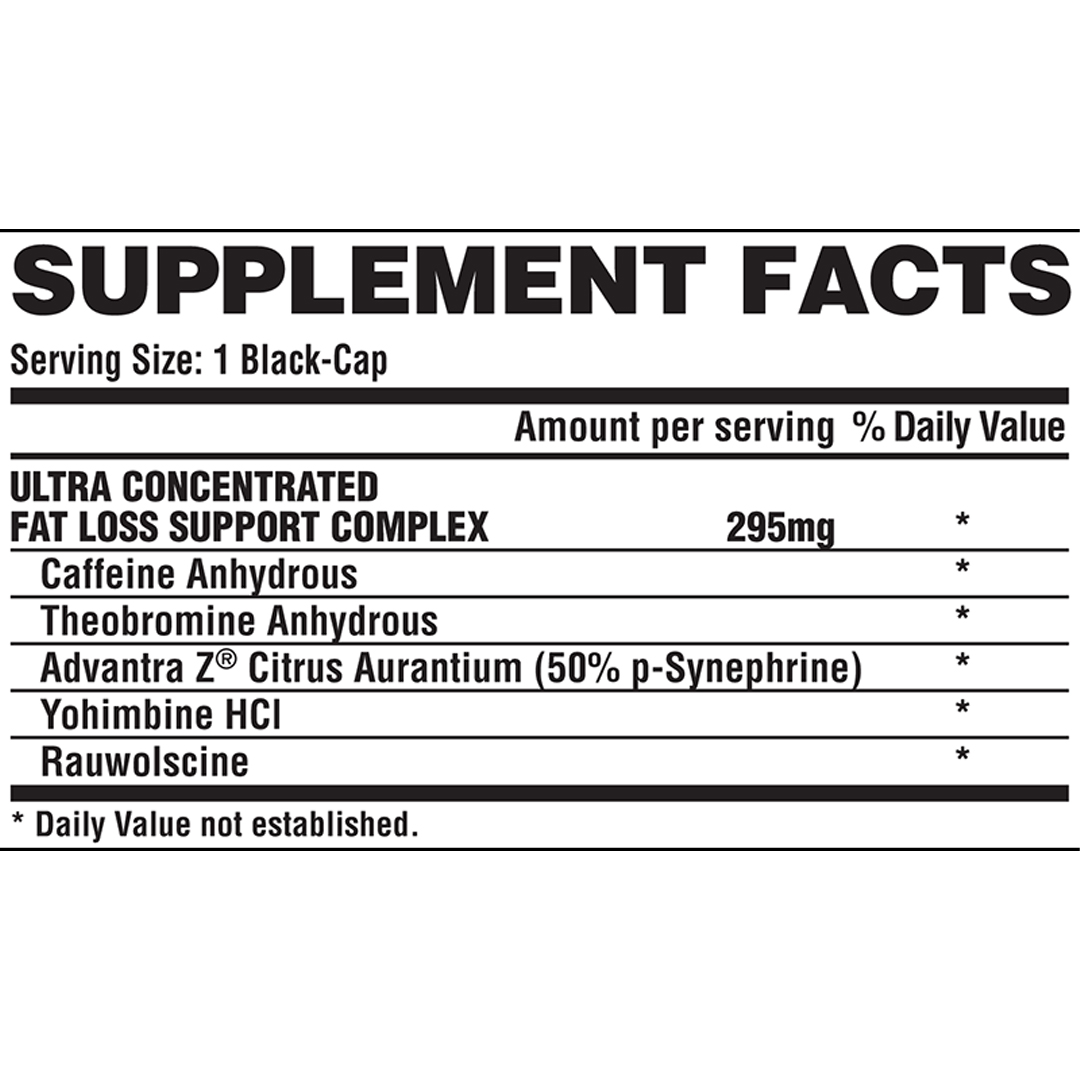 SUPPLEMENT FACTS
Serving Size: 1 Black-Cap
Amount per serving % Daily Value
ULTRA CONCENTRATED
FAT LOSS SUPPORT COMPLEX 295mg *
Caffeine Anhydrous *
Theobromine Anhydrous *
Advantra Z® Citrus Aurantium (50% p-Synephrine) *
Yohimbine HCl *
Rauwolscine *
* Daily Value not established.